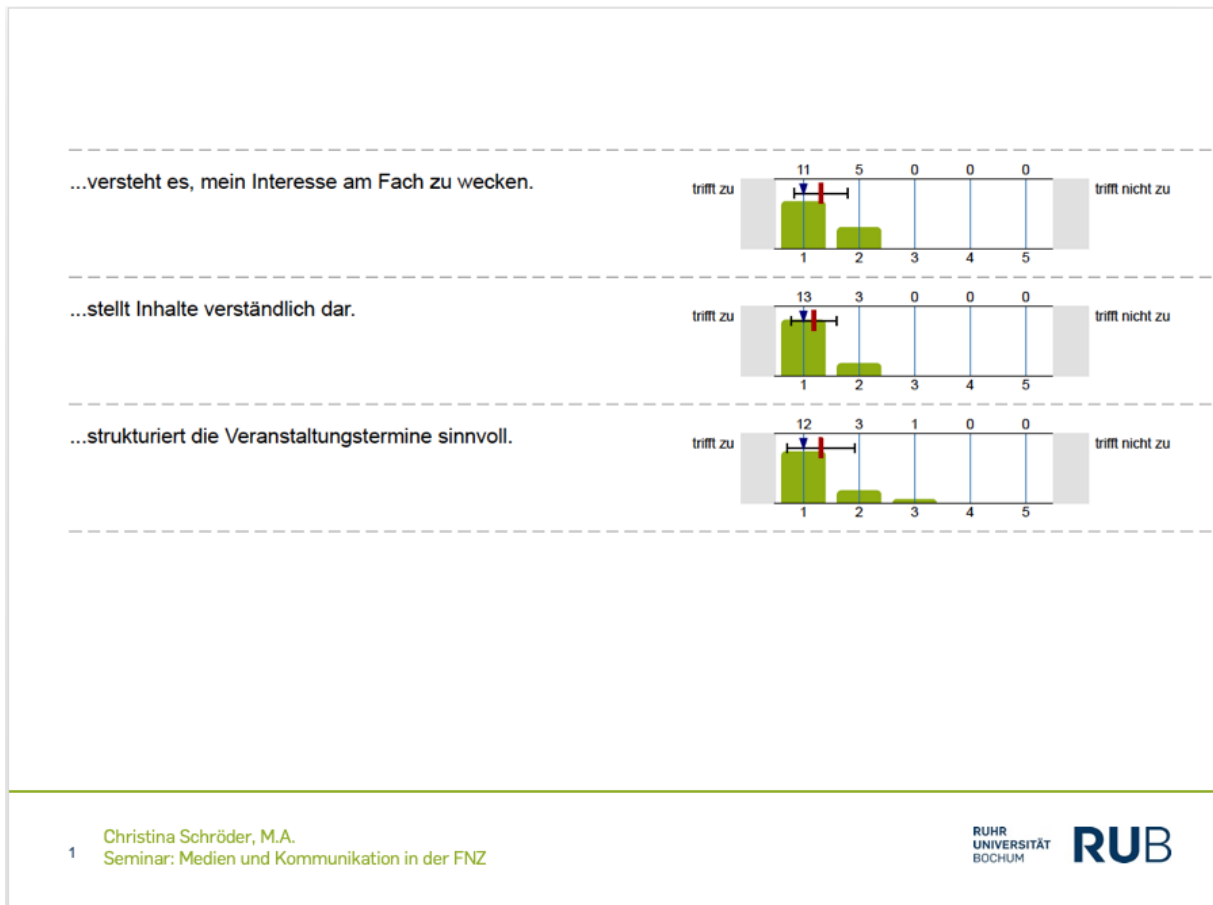 ...versteht es, mein Interesse am Fach zu wecken.
11 5 0 0 0
trifft zu trifft nicht zu
1 2 3 4 5
...stellt Inhalte verständlich dar.
13 3 0 0 0
trifft zu trifft nicht zu
1 2 3 4 5
...strukturiert die Veranstaltungstermine sinnvoll.
12 3 1 0 0
trifft zu trifft nicht zu
1 2 3 4 5
1
Christina Schröder, M.A.
Seminar: Medien und Kommunikation in der FNZ
RUHR
UNIVERSITÄT
BOCHUM
RUB